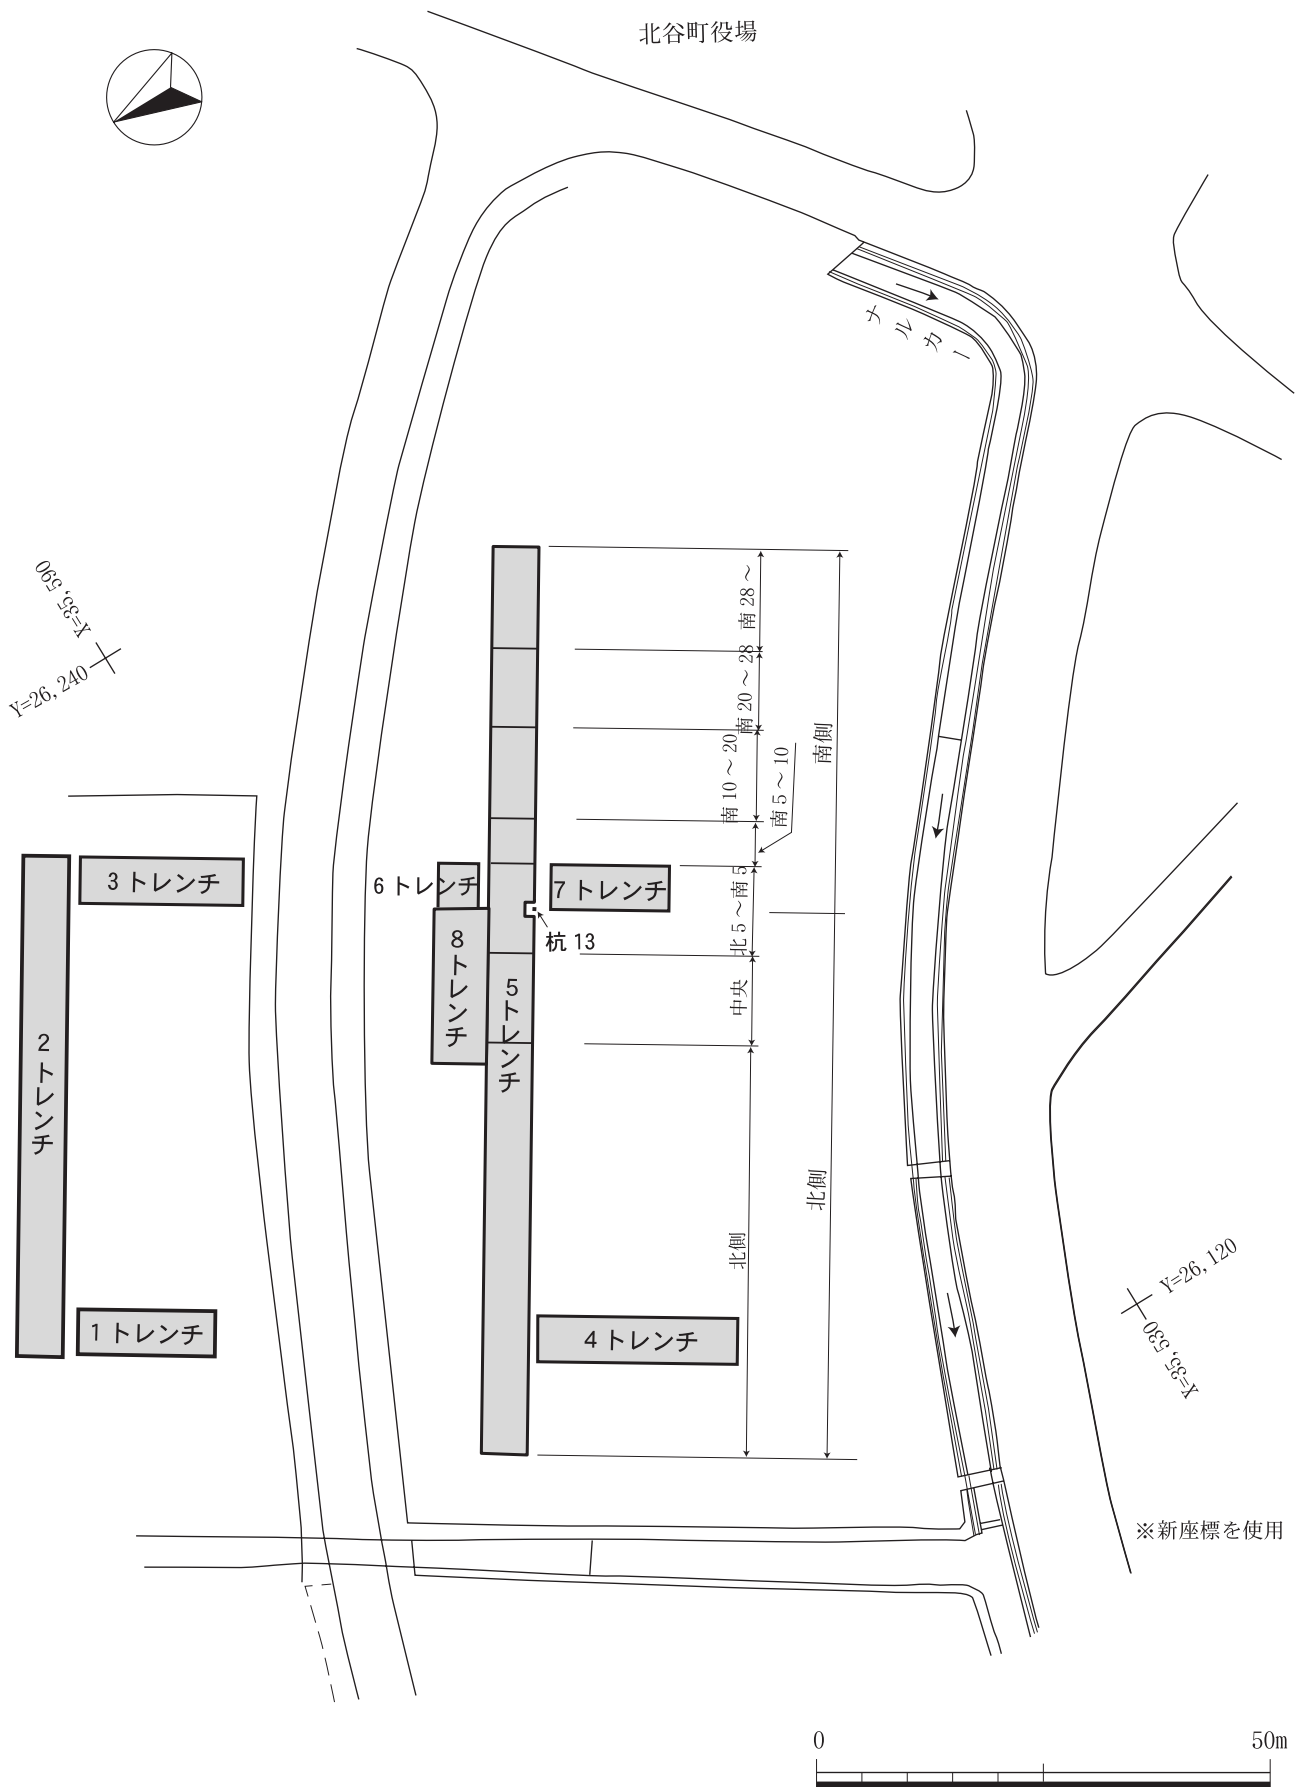 北谷町役場
ナルカー
X=35,590
Y=26,240
南28～
南20～28
南10～20
南5～10
南側
3トレンチ
6トレンチ
7トレンチ
北5～南5
杭13
8トレンチ
5トレンチ
中央
2トレンチ
北側
北側
Y=26,120
X=35,530
1トレンチ
4トレンチ
※新座標を使用
0
50m